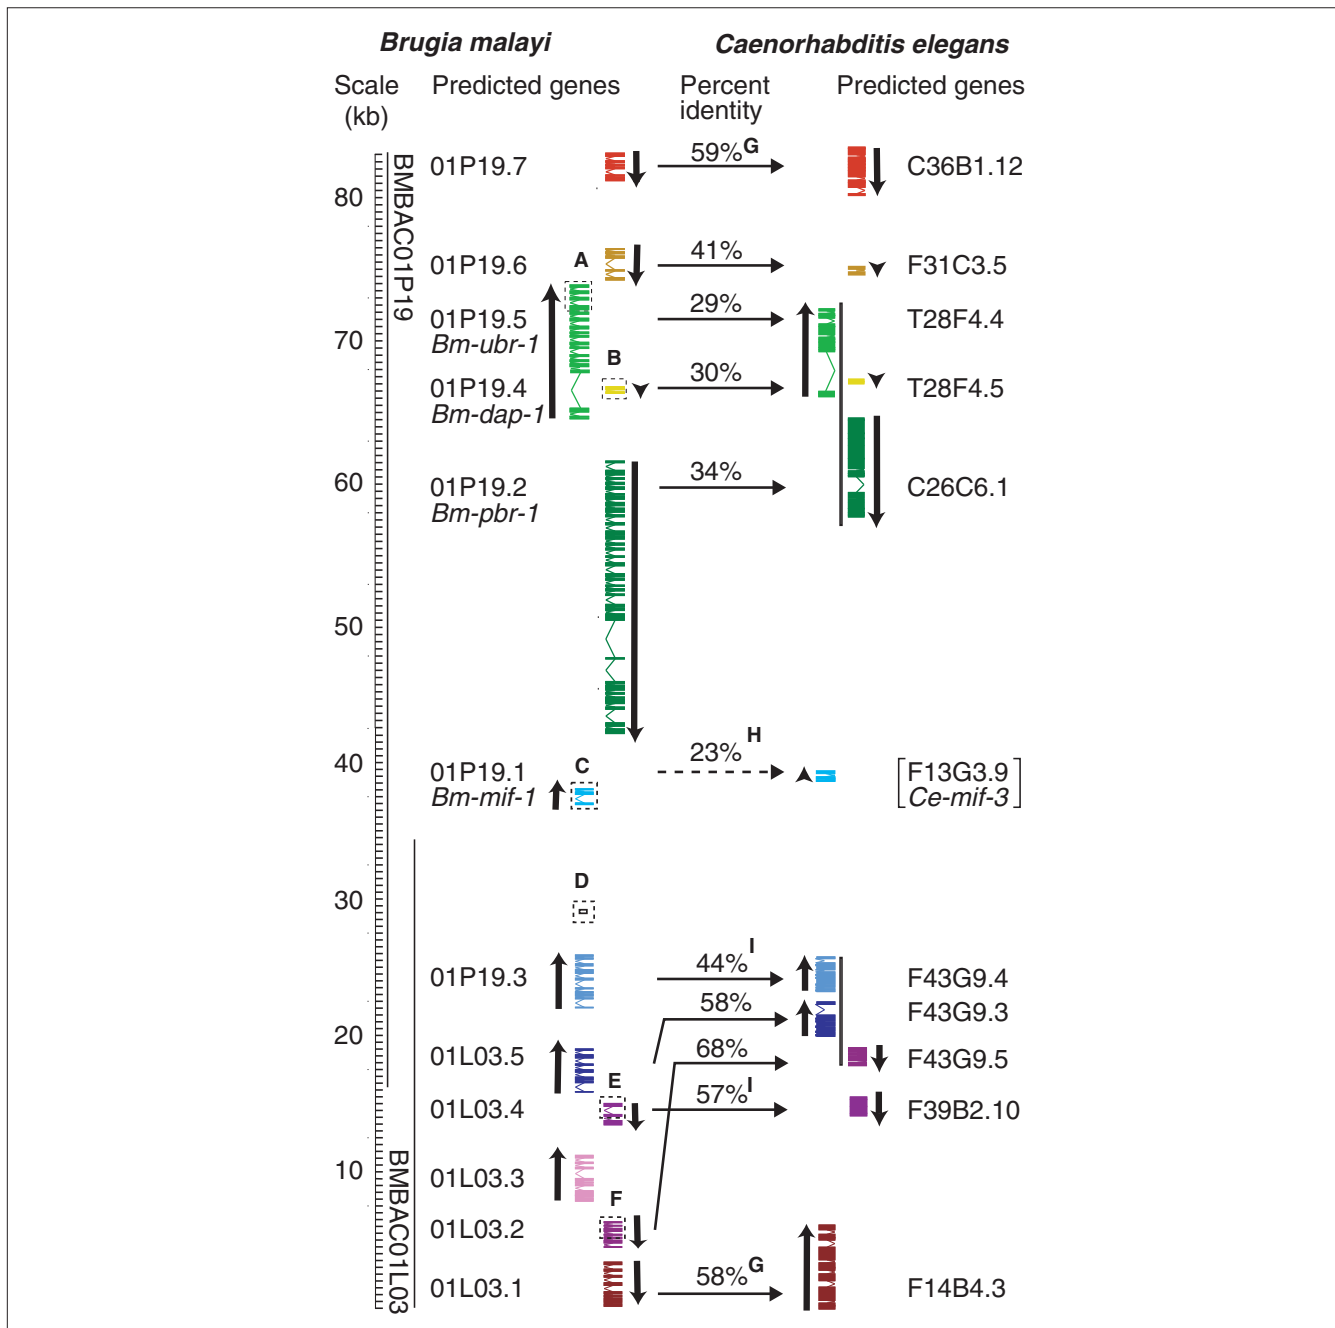 Brugia malayi Caenorhabditis elegans
Scale Predicted genes Percent Predicted genes
(kb) identity
BMBAC01P19
01P19.7 59% G C36B1.12
80
A
01P19.6 41% F31C3.5
01P19.5 29% T28F4.4
70 Bm-ubr-1
B
01P19.4 30% T28F4.5
Bm-dap-1
60 01P19.2 34% C26C6.1
Bm-pbr-1
50
H
40 01P19.1 C 23% F13G3.9
Bm-mif-1 Ce-mif-3
D
30
01P19.3 44% I F43G9.4
58% F43G9.3
20
01L03.5 68% F43G9.5
E
01L03.4 57% I F39B2.10
BMBAC01L03
10 01L03.3
F
01L03.2
01L03.1 58% G F14B4.3